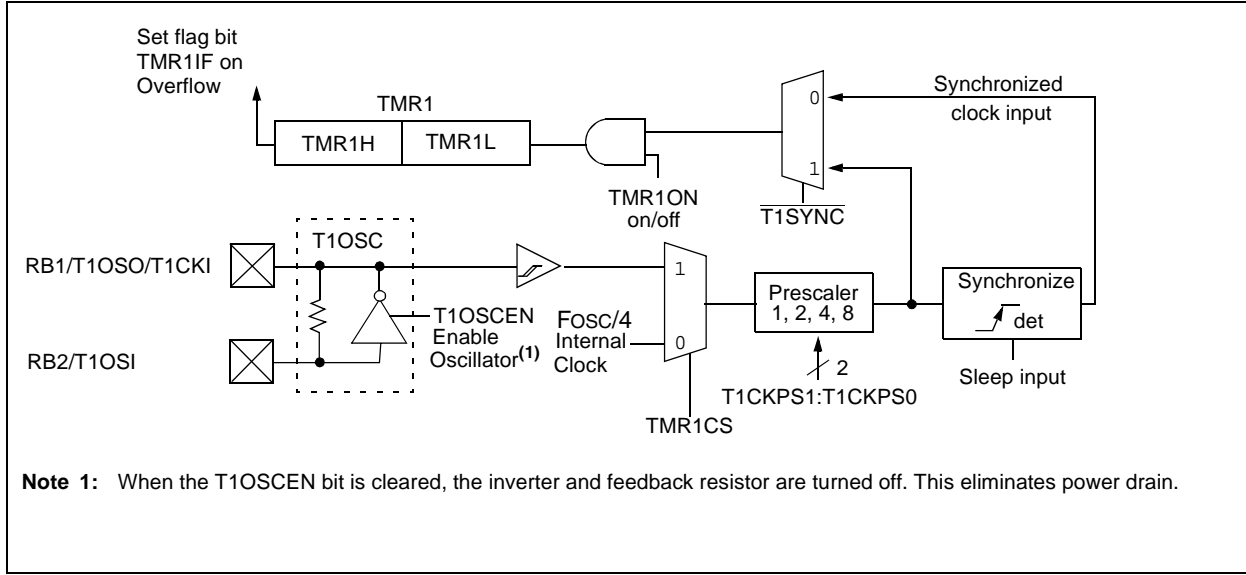 Set flag bit
TMR1IF on
Overflow
TMR1
TMR1H
TMR1L
TMR1ON
on/off
0
1
T1SYNC
Synchronized
clock input
RB1/T1OSO/T1CKI
RB2/T1OSI
T1OSC
T1OSCEN
Enable
Oscillator(1)
FOSC/4
Internal
Clock
1
0
TMR1CS
Prescaler
1, 2, 4, 8
2
T1CKPS1:T1CKPS0
Synchronize
det
Sleep input
Note 1: When the T1OSCEN bit is cleared, the inverter and feedback resistor are turned off. This eliminates power drain.